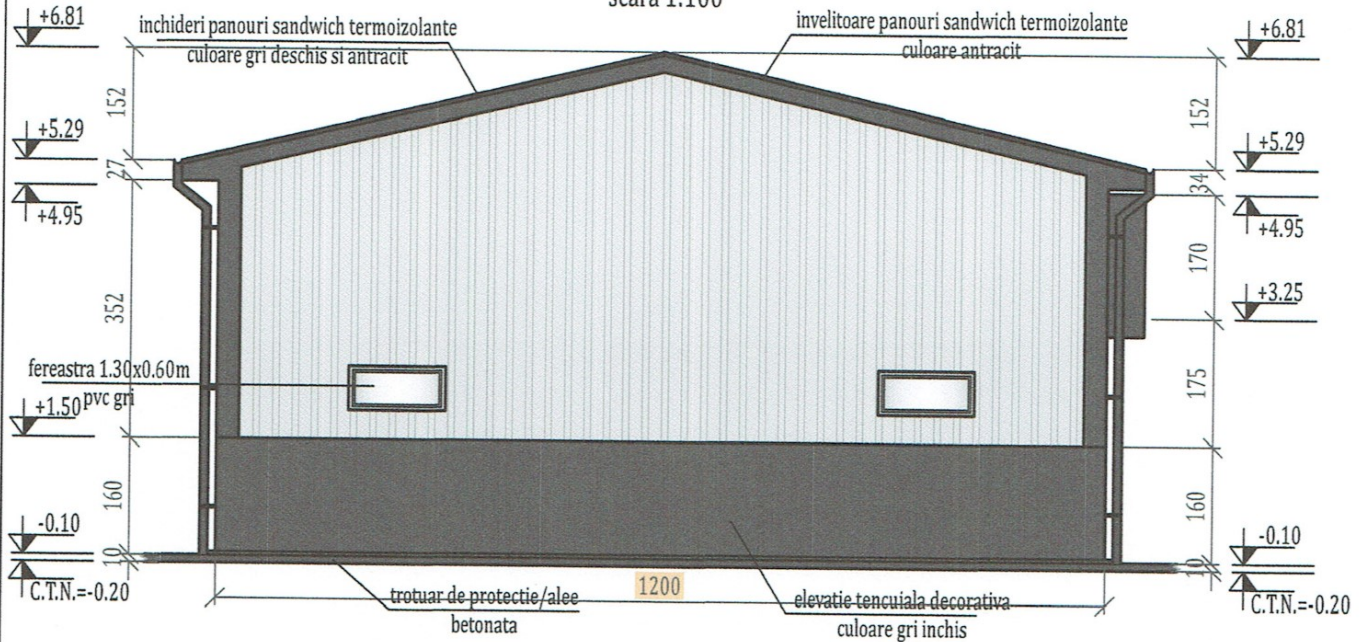 scara 1:100
+6.81
inchideri panouri sandwich termoizolante
culoare gri deschis si antracit
invelitoare panouri sandwich termoizolante
culoare antracit
+6.81
152
152
+5.29
+5.29
27
34
+4.95
+4.95
170
352
+3.25
fereastra 1.30x0.60m
pvc gri
175
+1.50
160
160
-0.10
-0.10
10
10
C.T.N.=-0.20
1200
C.T.N.=-0.20
trotuar de protectie/alee
betonata
elevatie tencuiala decorativa
culoare gri inchis